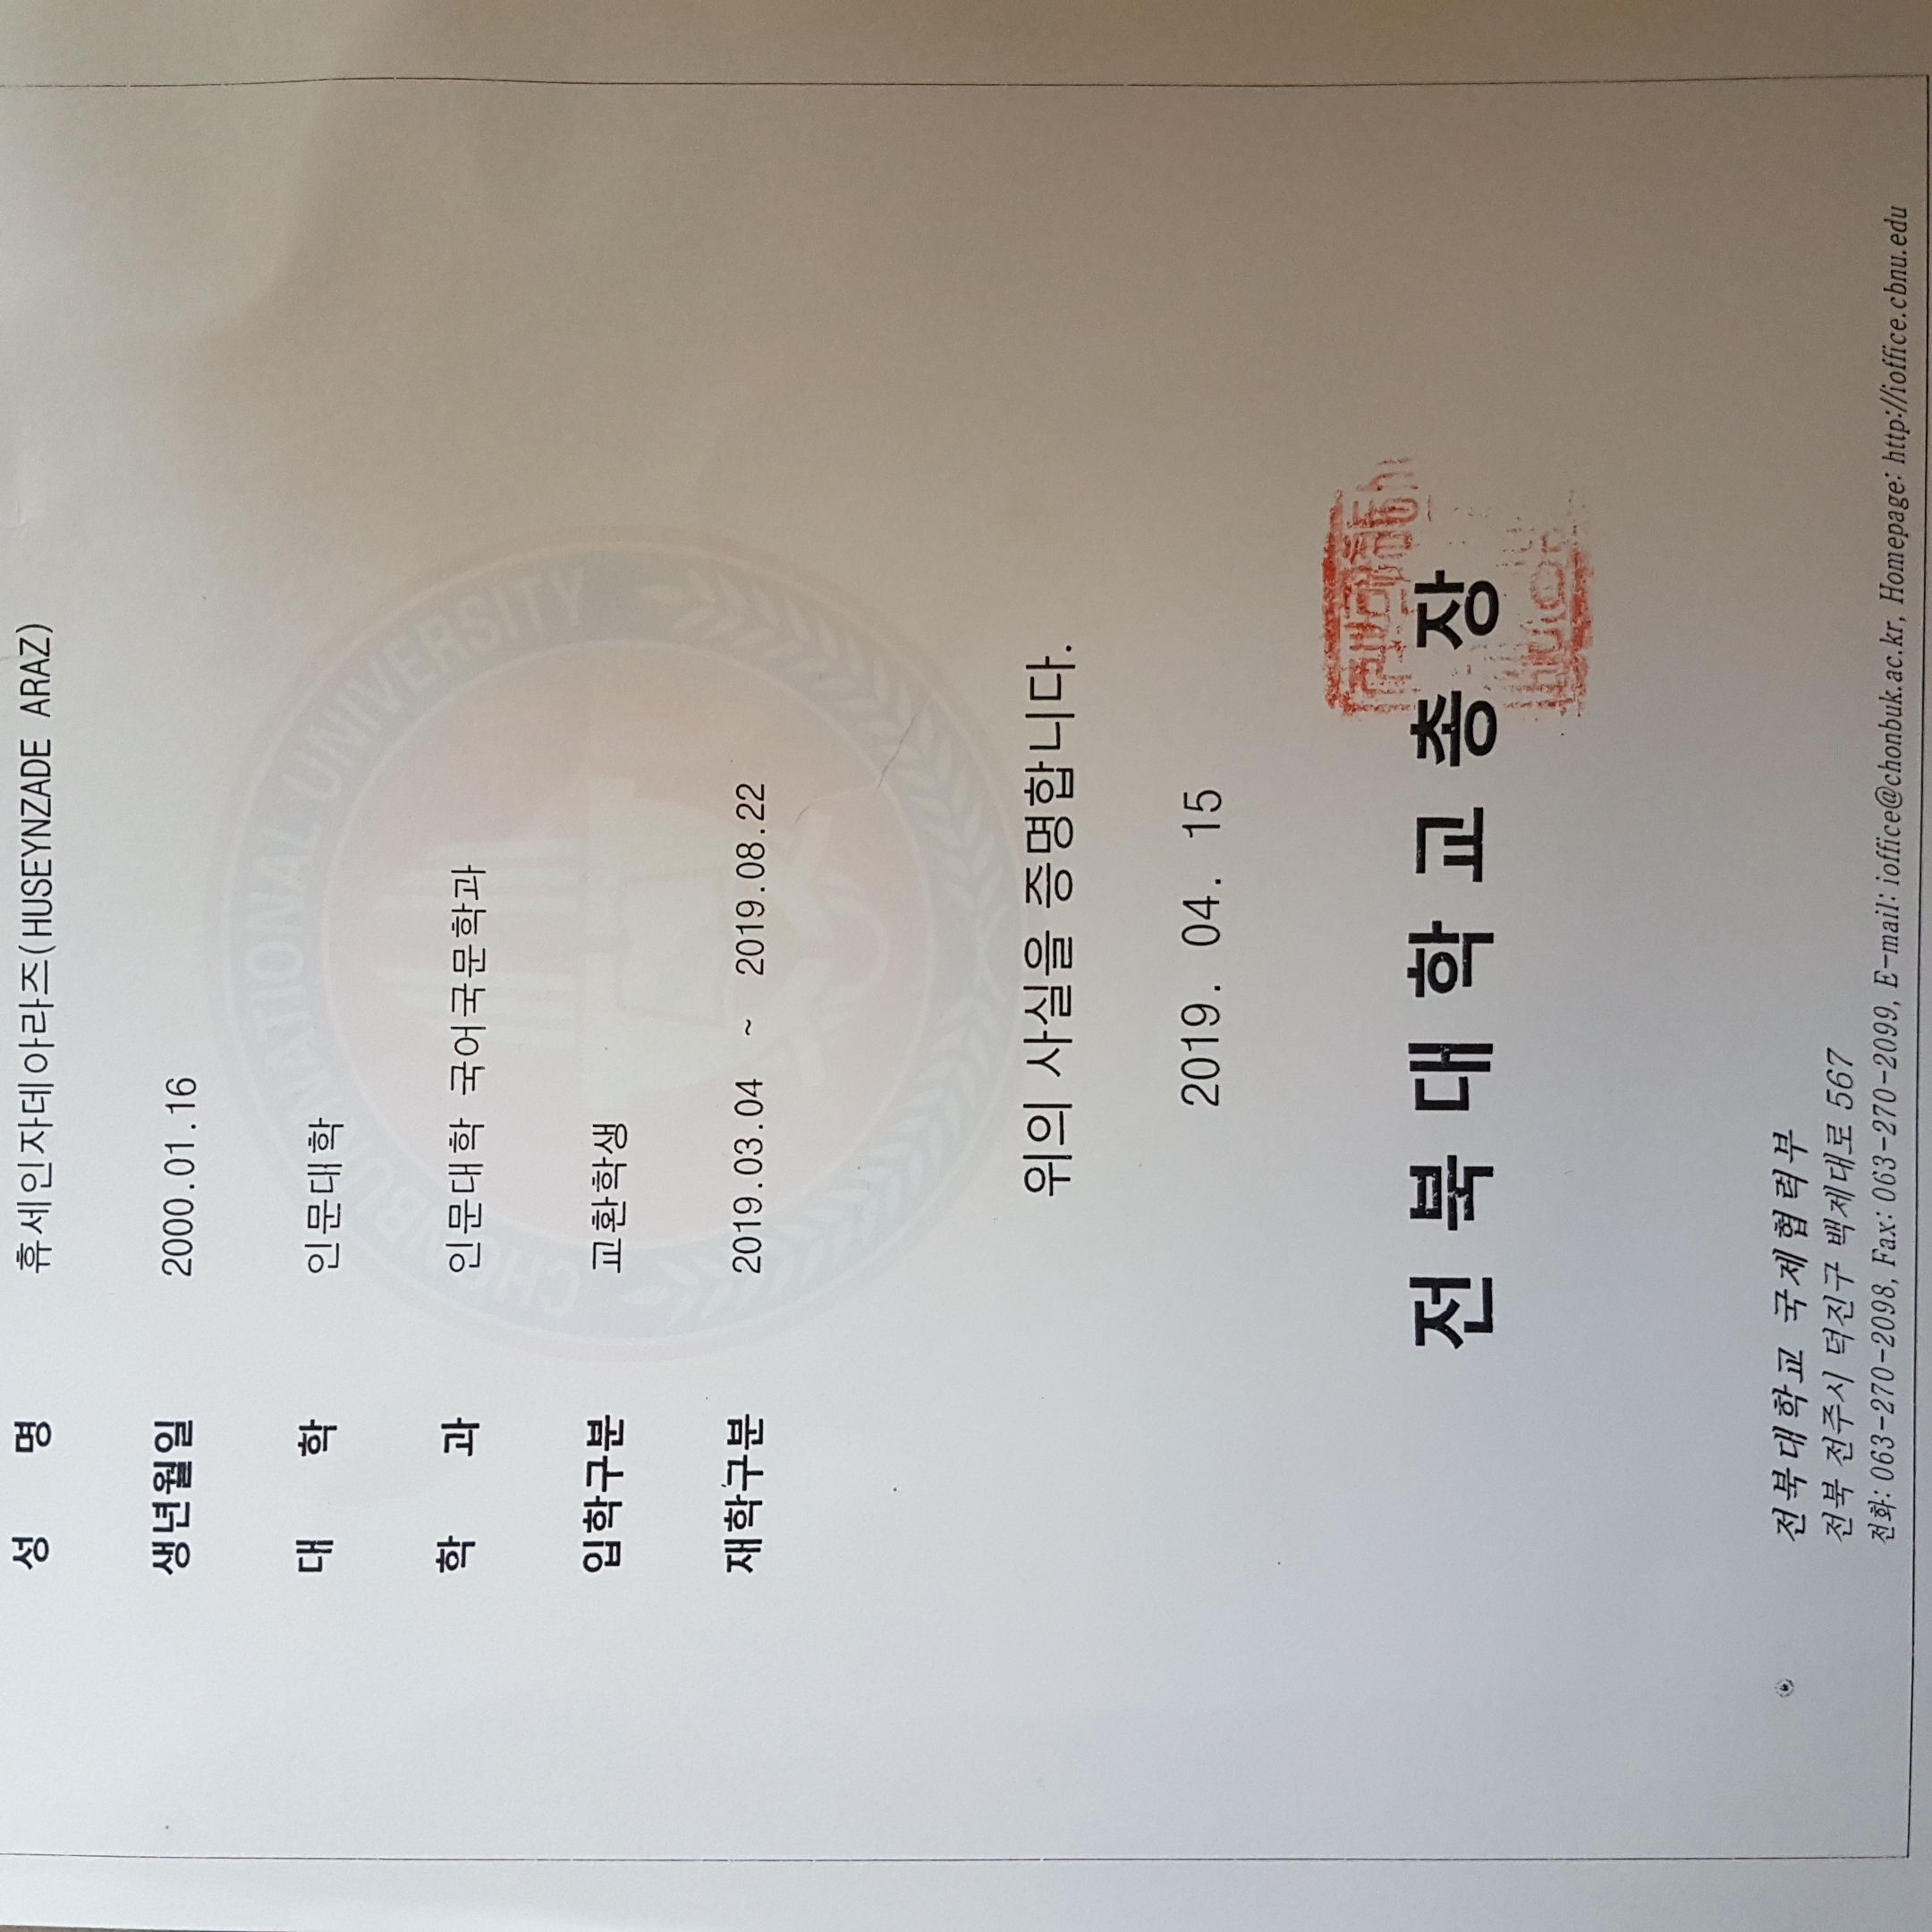 성 명 휴세인자데아라즈(HUSEYNZADE ARAZ)
생년월일 2000.01.16
대 학 인문대학
학 과 인문대학 국어국문학과
입학구분 교환학생
재학구분 2019.03.04 ~ 2019.08.22
CHONBUK NATIONAL UNIVERSITY
위의 사실을 증명합니다.
2019. 04. 15
전북대학교총장
전북대학교 국제협력부
전북 전주시 덕진구 백제대로 567
전화: 063-270-2098, Fax: 063-270-2099, E-mail: ioffice@chonbuk.ac.kr, Homepage: http://ioffice.cbnu.edu